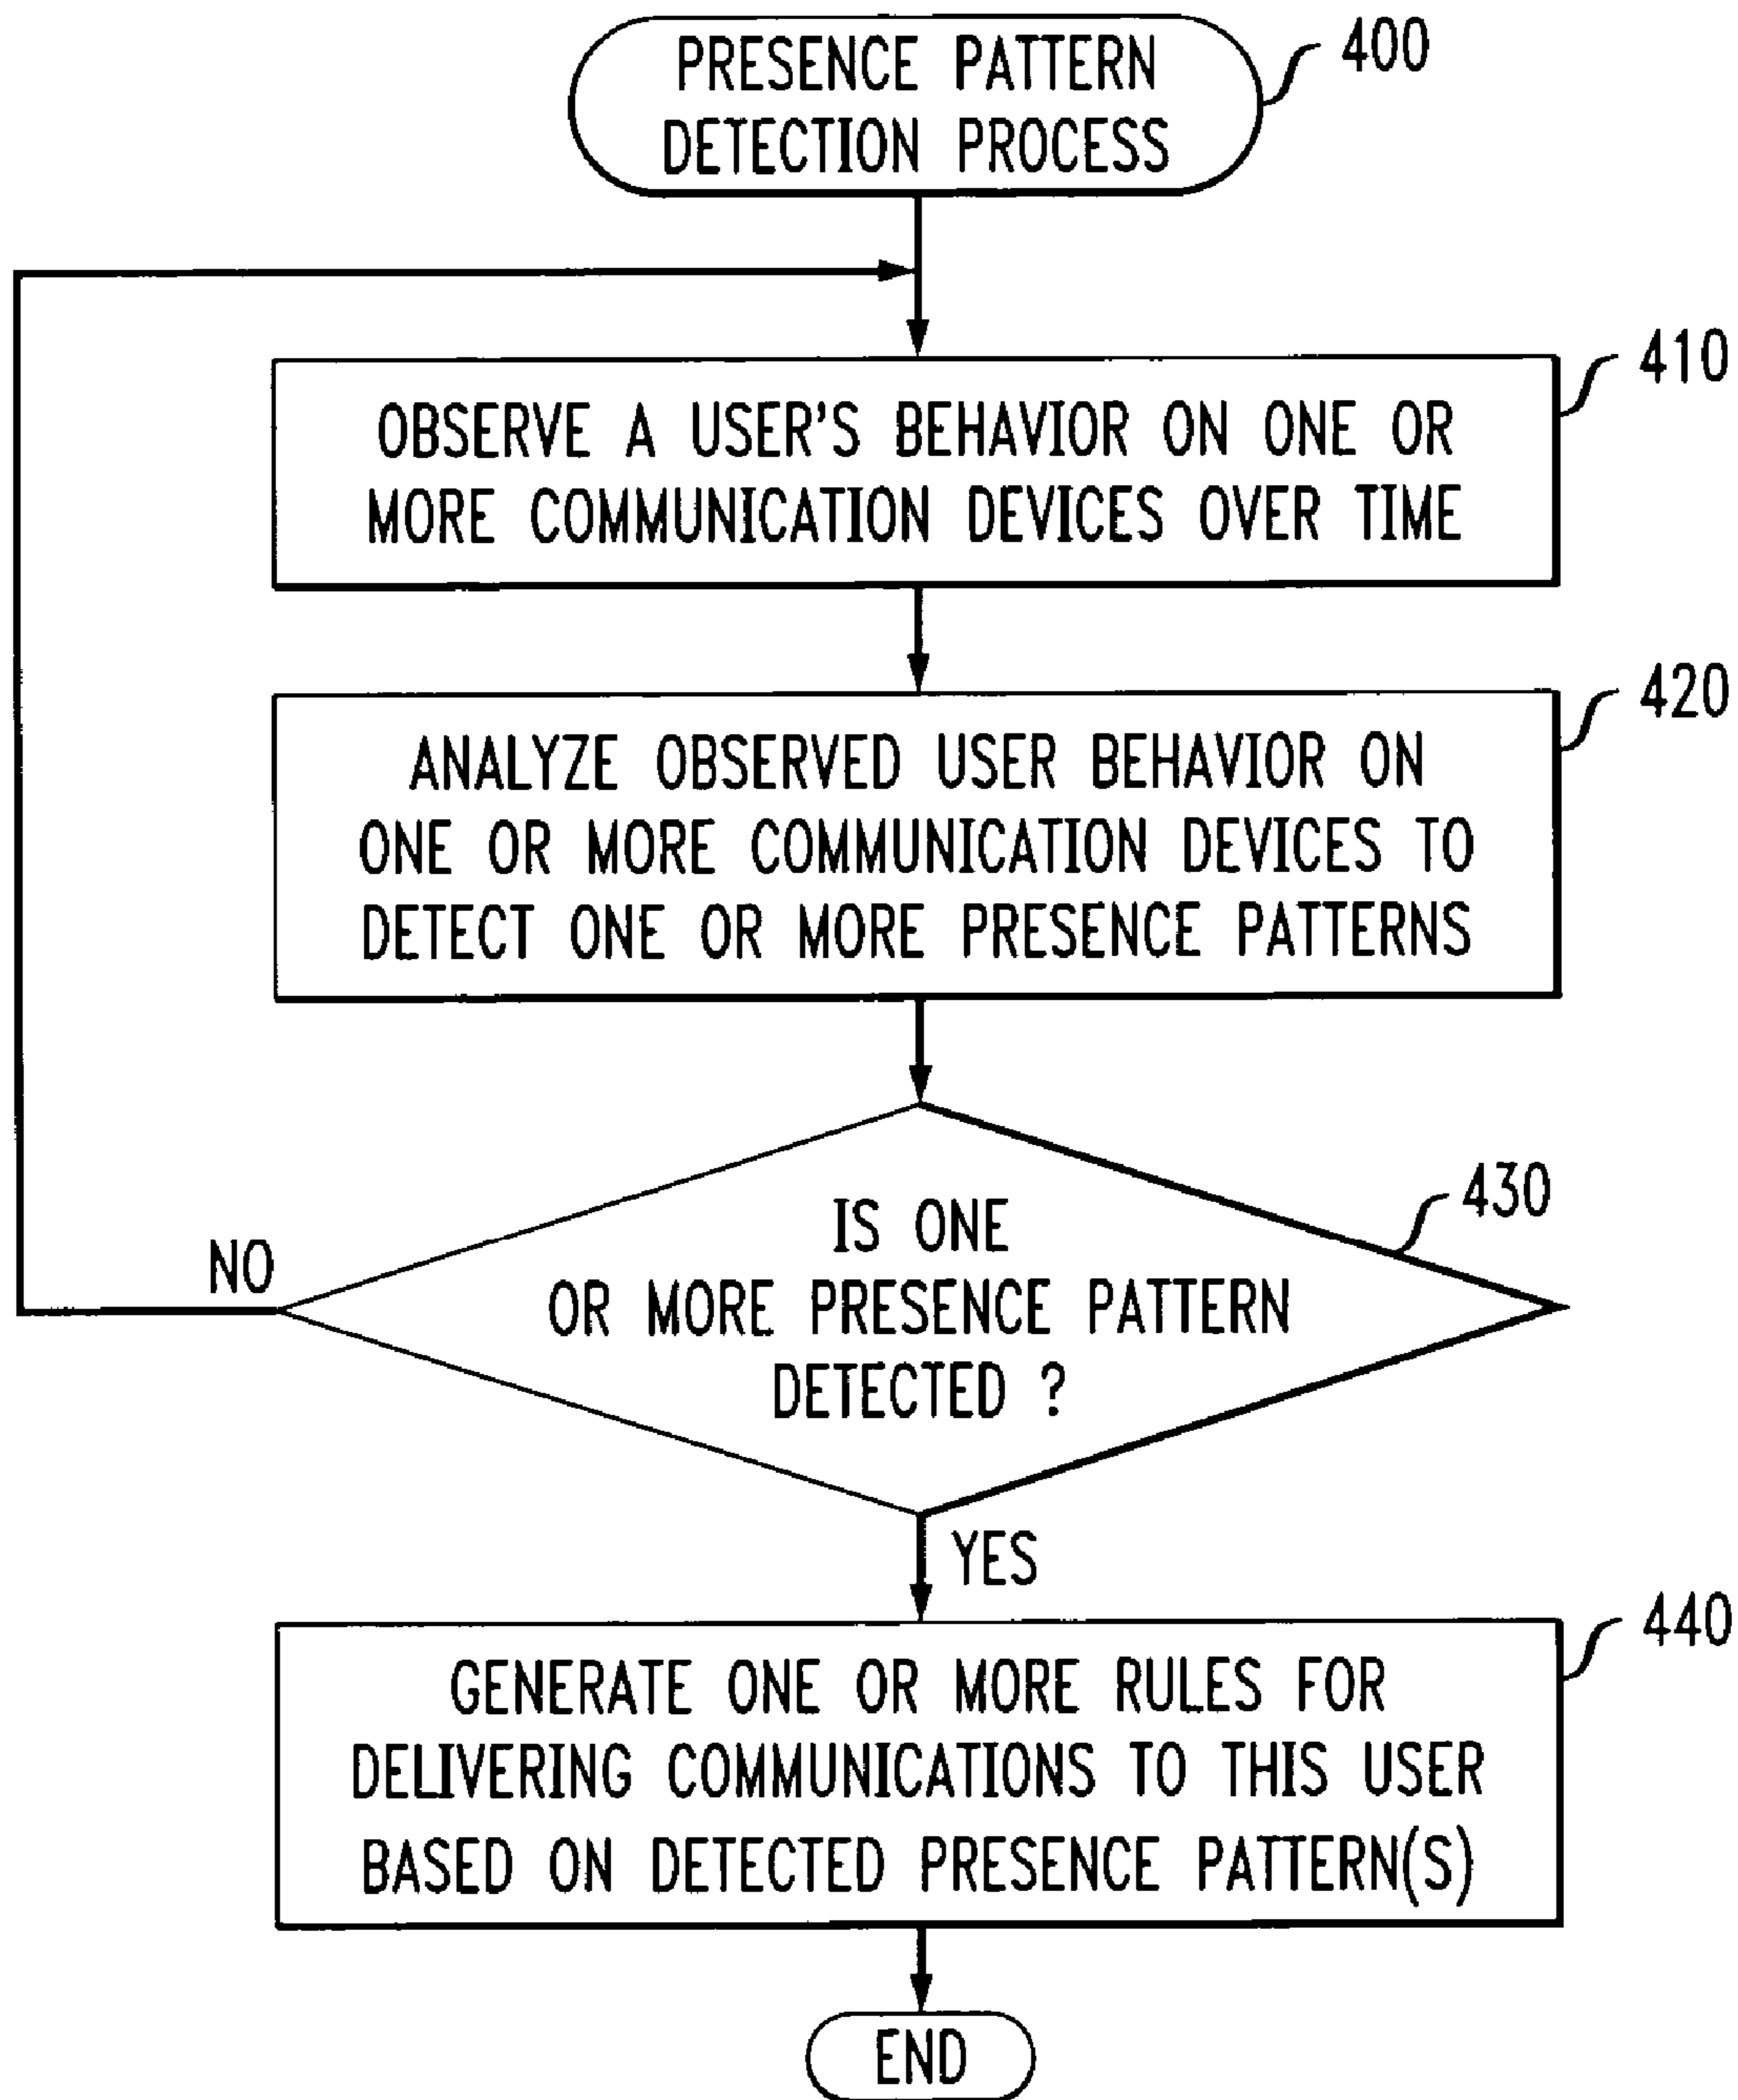 PRESENCE PATTERN
DETECTION PROCESS
400
410
OBSERVE A USER'S BEHAVIOR ON ONE OR
MORE COMMUNICATION DEVICES OVER TIME
420
ANALYZE OBSERVED USER BEHAVIOR ON
ONE OR MORE COMMUNICATION DEVICES TO
DETECT ONE OR MORE PRESENCE PATTERNS
430
IS ONE
OR MORE PRESENCE PATTERN
DETECTED ?
NO
YES
440
GENERATE ONE OR MORE RULES FOR
DELIVERING COMMUNICATIONS TO THIS USER
BASED ON DETECTED PRESENCE PATTERN(S)
END